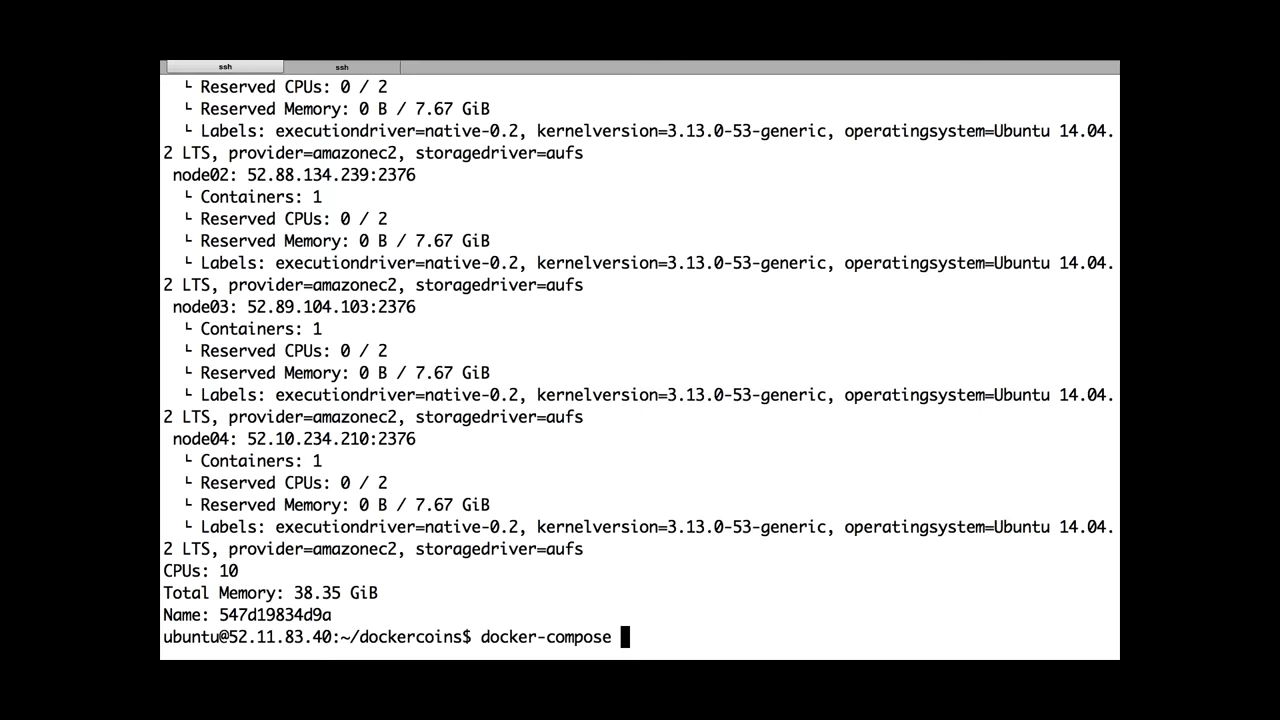 ssh ssh
└ Reserved CPUs: 0 / 2
└ Reserved Memory: 0 B / 7.67 GiB
└ Labels: executiondriver=native-0.2, kernelversion=3.13.0-53-generic, operatingsystem=Ubuntu 14.04.
2 LTS, provider=amazonec2, storagedriver=aufs
node02: 52.88.134.239:2376
└ Containers: 1
└ Reserved CPUs: 0 / 2
└ Reserved Memory: 0 B / 7.67 GiB
└ Labels: executiondriver=native-0.2, kernelversion=3.13.0-53-generic, operatingsystem=Ubuntu 14.04.
2 LTS, provider=amazonec2, storagedriver=aufs
node03: 52.89.104.103:2376
└ Containers: 1
└ Reserved CPUs: 0 / 2
└ Reserved Memory: 0 B / 7.67 GiB
└ Labels: executiondriver=native-0.2, kernelversion=3.13.0-53-generic, operatingsystem=Ubuntu 14.04.
2 LTS, provider=amazonec2, storagedriver=aufs
node04: 52.10.234.210:2376
└ Containers: 1
└ Reserved CPUs: 0 / 2
└ Reserved Memory: 0 B / 7.67 GiB
└ Labels: executiondriver=native-0.2, kernelversion=3.13.0-53-generic, operatingsystem=Ubuntu 14.04.
2 LTS, provider=amazonec2, storagedriver=aufs
CPUs: 10
Total Memory: 38.35 GiB
Name: 547d19834d9a
ubuntu@52.11.83.40:~/dockercoins$ docker-compose